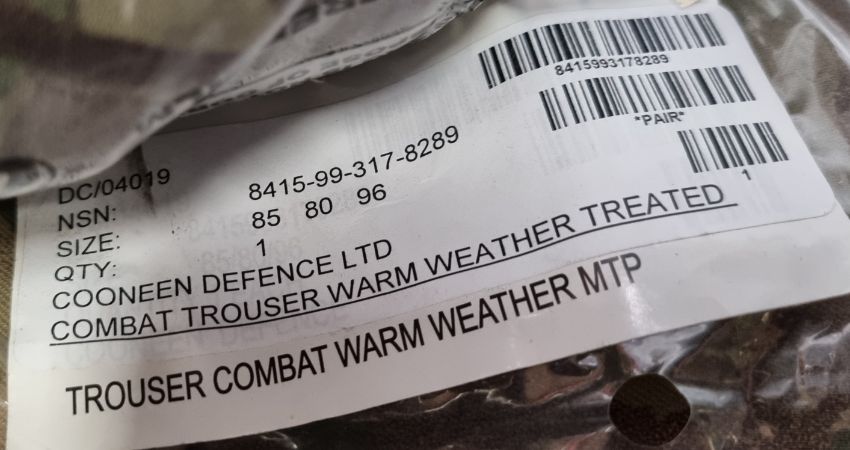 8415993178289
*PAIR*
1
DC/04019
NSN: 8415-99-317-8289
SIZE: 85 80 96
QTY: 1
COONEEN DEFENCE LTD
COMBAT TROUSER WARM WEATHER TREATED
TROUSER COMBAT WARM WEATHER MTP